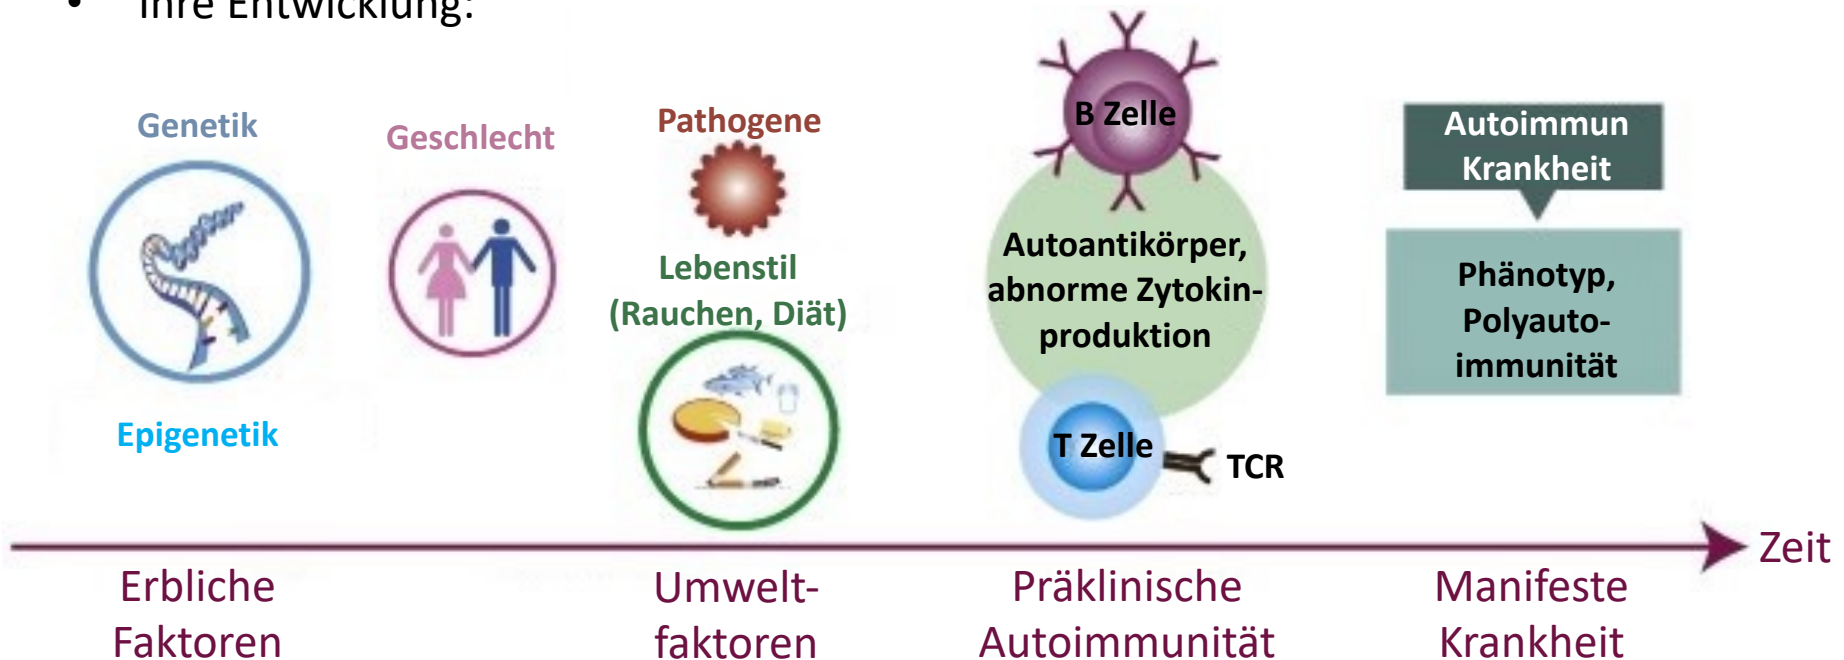 • Ihre Entwicklung:
Genetik
Epigenetik
Geschlecht
Pathogene
Lebenstil
(Rauchen, Diät)
B Zelle
Autoantikörper,
abnorme Zytokin-
produktion
T Zelle
TCR
Autoimmun
Krankheit
Phänotyp,
Polyauto-
immunität
Zeit
Erbliche
Faktoren
Umwelt-
faktoren
Präklinische
Autoimmunität
Manifeste
Krankheit